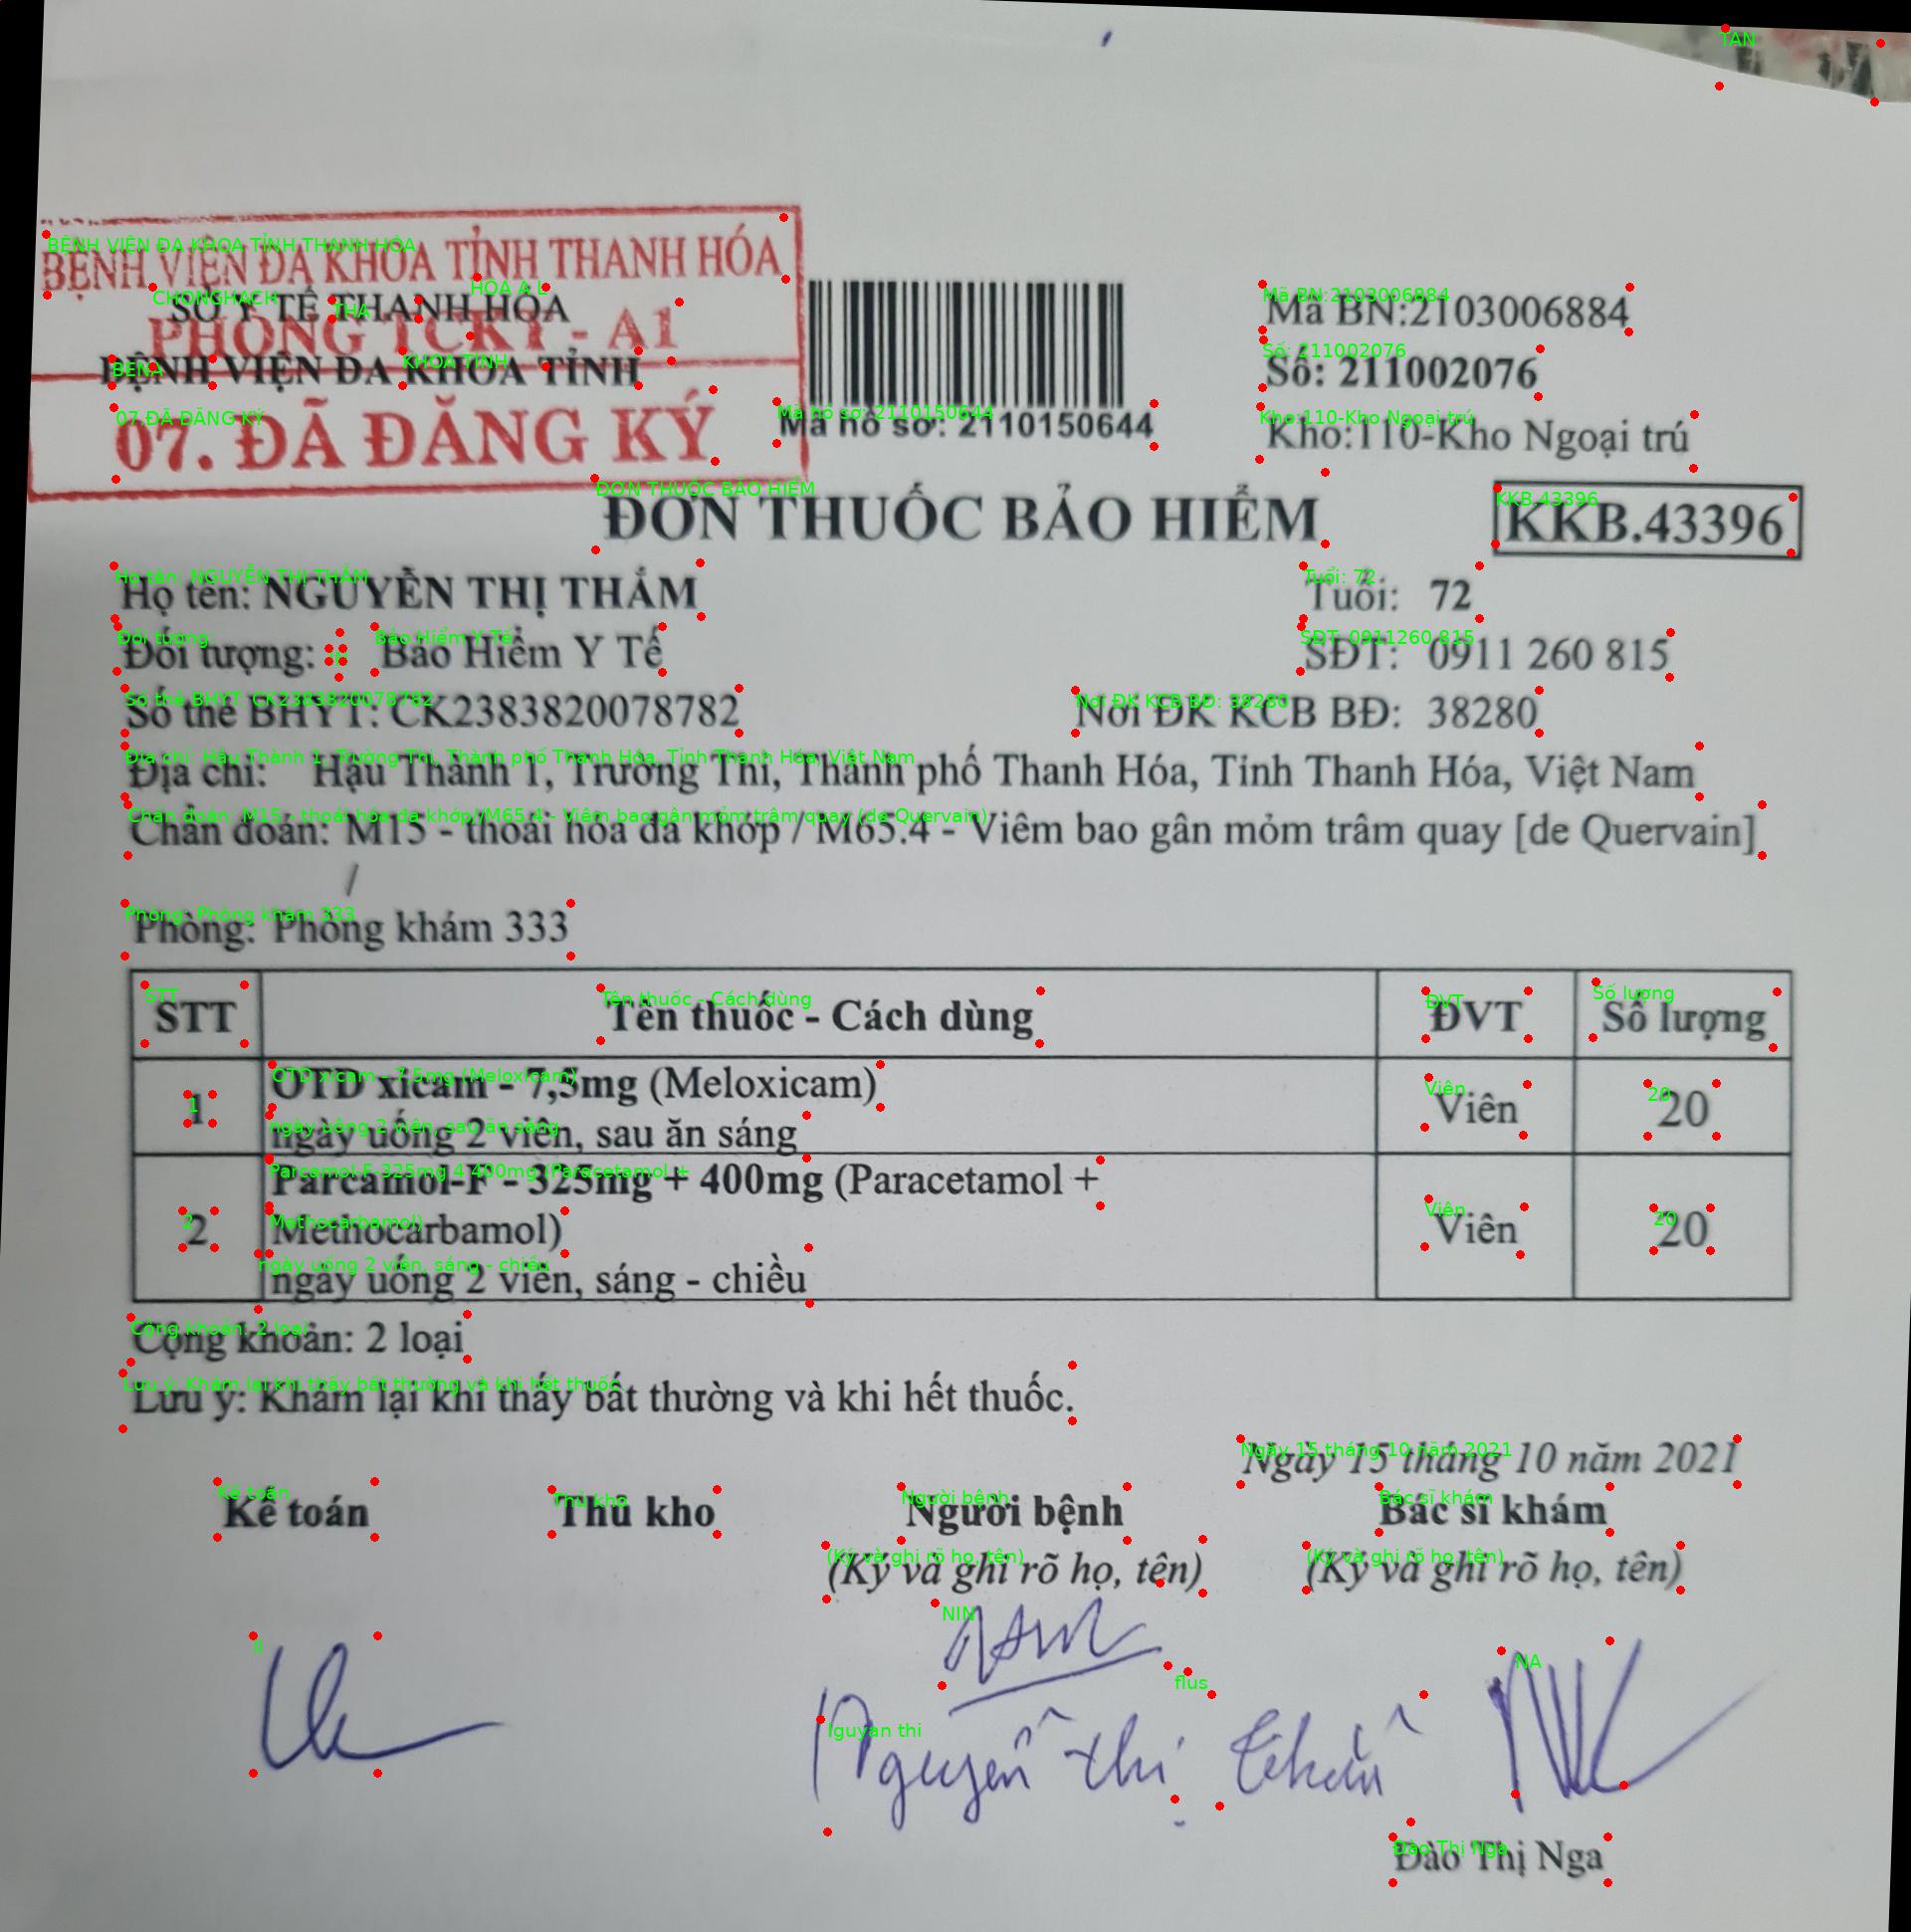 BỆNH VIỆN ĐA KHOA TỈNH THANH HÓA
SỞ Y TẾ THANH HÓA
PHÒNG TCKT - A1
BỆNH VIỆN ĐA KHOA TỈNH
07. ĐÃ ĐĂNG KÝ
Mã hồ sơ: 2110150644
Mã BN:2103006884
Số: 211002076
Kho:110-Kho Ngoại trú
ĐƠN THUỐC BẢO HIỂM
KKB.43396
Họ tên: NGUYỄN THỊ THẮM Tuổi: 72
Đối tượng: Bảo Hiểm Y Tế SĐT: 0911 260 815
Số thẻ BHYT: CK2383820078782 Nơi ĐK KCB BĐ: 38280
Địa chỉ: Hậu Thành 1, Trường Thi, Thành phố Thanh Hóa, Tỉnh Thanh Hóa, Việt Nam
Chẩn đoán: M15 - thoái hóa đa khớp / M65.4 - Viêm bao gân mỏm trâm quay [de Quervain]
/
Phòng: Phòng khám 333
STT Tên thuốc - Cách dùng ĐVT Số lượng
1 OTD xicam - 7,5mg (Meloxicam) Viên 20
ngày uống 2 viên, sau ăn sáng
2 Parcamol-F - 325mg + 400mg (Paracetamol + Methocarbamol) Viên 20
ngày uống 2 viên, sáng - chiều
Cộng khoản: 2 loại
Lưu ý: Khám lại khi thấy bất thường và khi hết thuốc.
Ngày 15 tháng 10 năm 2021
Kế toán Thủ kho Người bệnh Bác sĩ khám
(Ký và ghi rõ họ, tên) (Ký và ghi rõ họ, tên)
Nguyễn thị
Đào Thị Nga